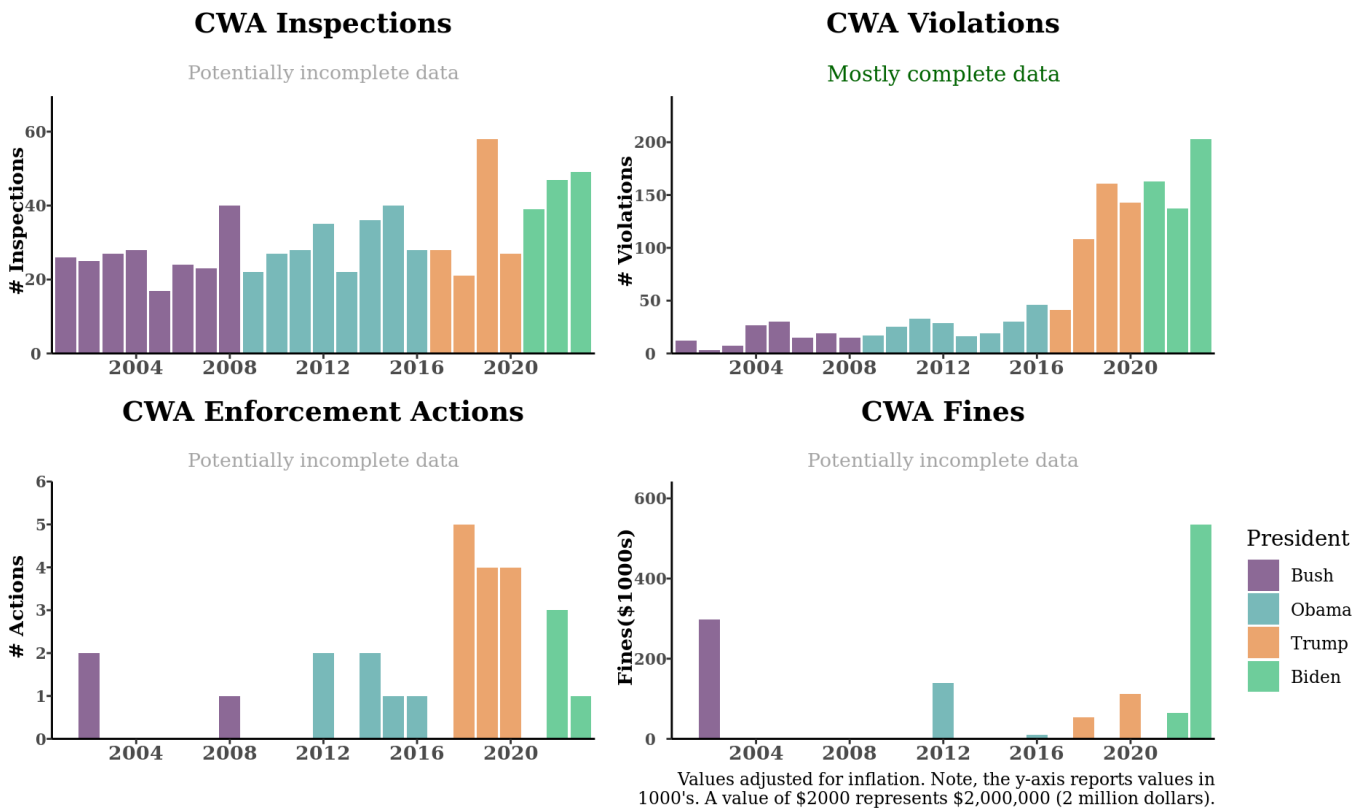 CWA Inspections
Potentially incomplete data
# Inspections
60
40
20
0
2004 2008 2012 2016 2020
CWA Violations
Mostly complete data
# Violations
200
150
100
50
0
2004 2008 2012 2016 2020
CWA Enforcement Actions
Potentially incomplete data
# Actions
6
5
4
3
2
1
0
2004 2008 2012 2016 2020
CWA Fines
Potentially incomplete data
Fines($1000s)
600
400
200
0
2004 2008 2012 2016 2020
President
Bush
Obama
Trump
Biden
Values adjusted for inflation. Note, the y-axis reports values in
1000's. A value of $2000 represents $2,000,000 (2 million dollars).